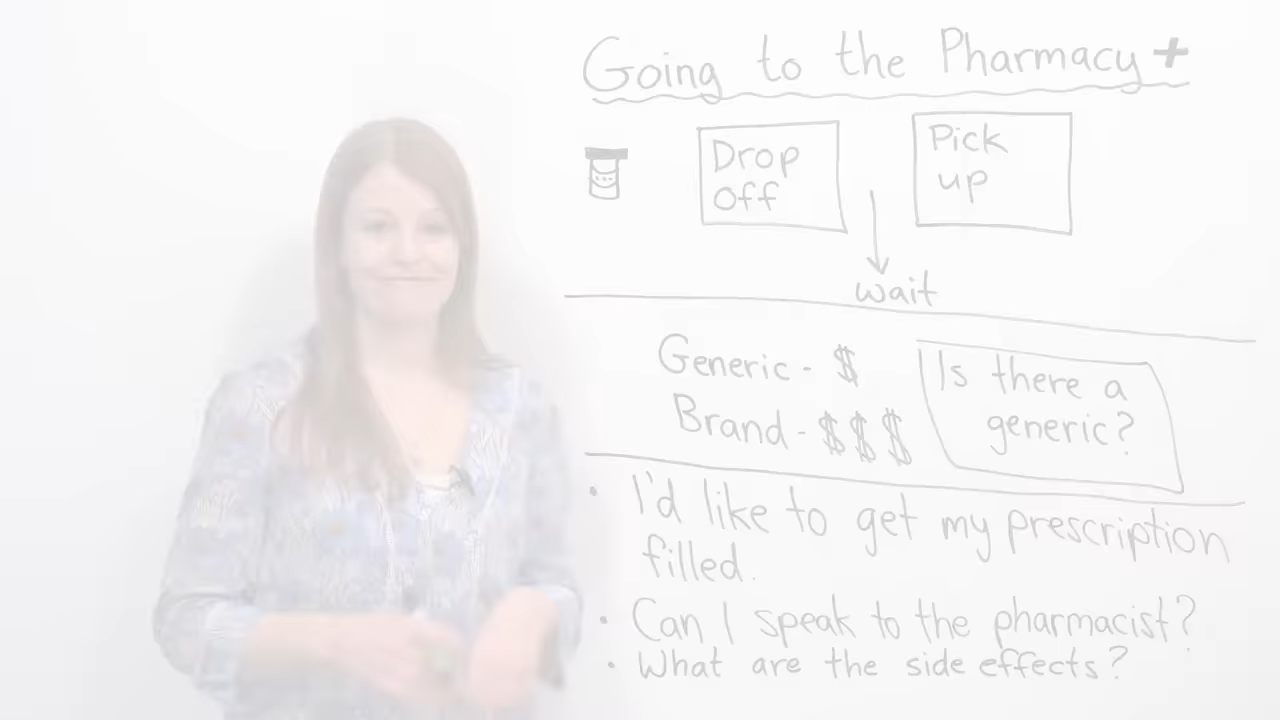 Going to the Pharmacy +
Drop
Off
Pick
up
wait
Generic - $
Brand - $$$
Is there a
generic?
• I'd like to get my prescription
filled.
• Can I speak to the pharmacist?
• What are the side effects?